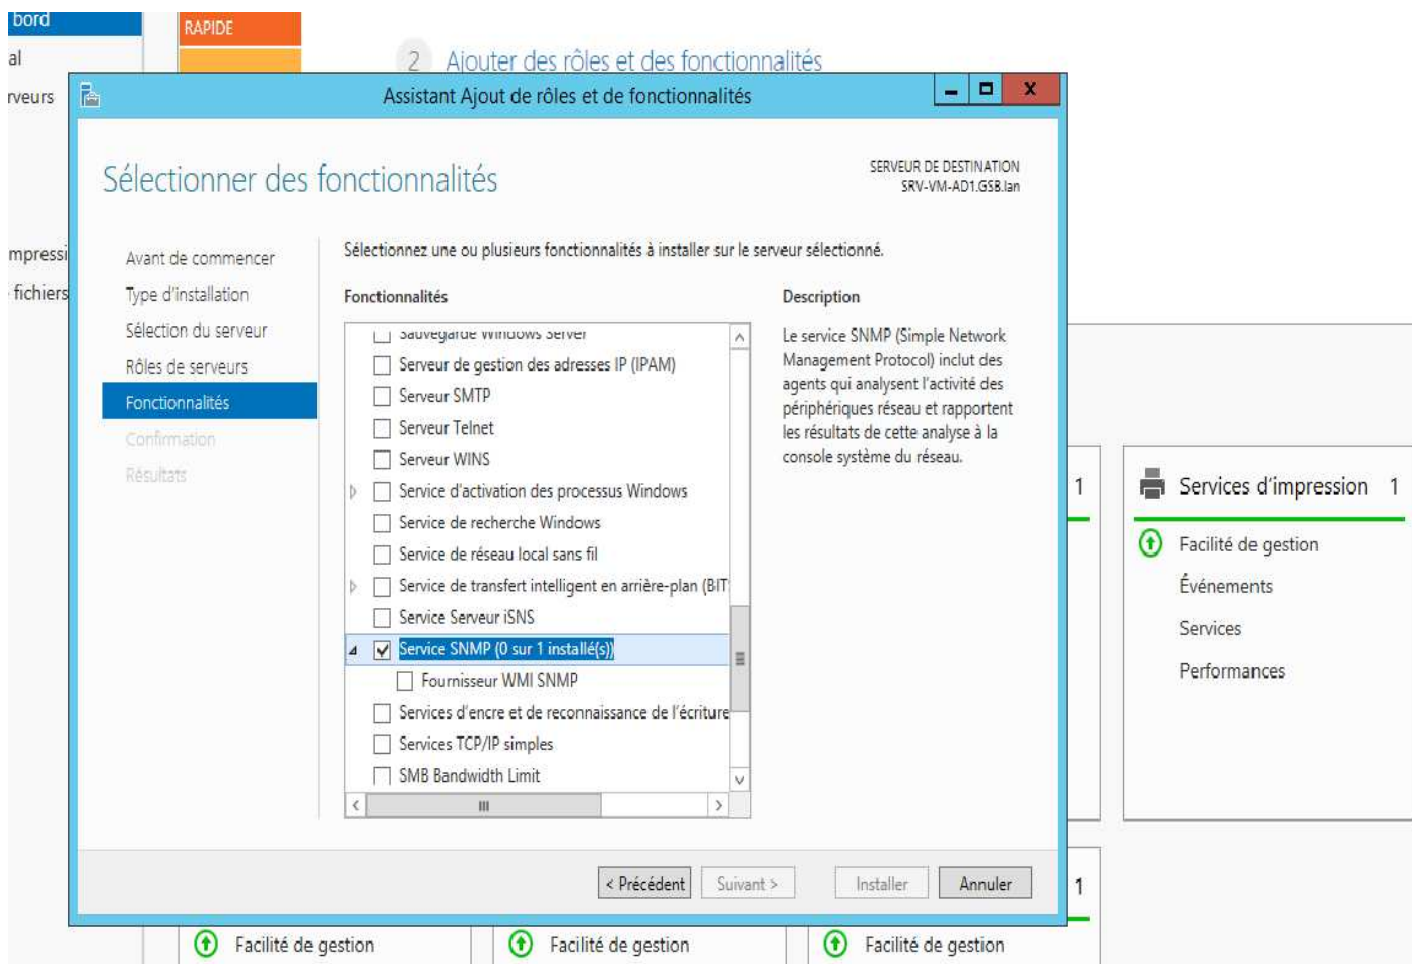 bord
RAPIDE
al
2 Ajouter des rôles et des fonctionnalités
rveurs
Assistant Ajout de rôles et de fonctionnalités
Sélectionner des fonctionnalités
SERVEUR DE DESTINATION
SRV-VM-AD1.GSB.lan
mpressi
fichiers
Avant de commencer
Type d'installation
Sélection du serveur
Rôles de serveurs
Fonctionnalités
Confirmation
Résultats
Sélectionnez une ou plusieurs fonctionnalités à installer sur le serveur sélectionné.
Fonctionnalités
Sauvegarde Windows Server
Serveur de gestion des adresses IP (IPAM)
Serveur SMTP
Serveur Telnet
Serveur WINS
Service d'activation des processus Windows
Service de recherche Windows
Service de réseau local sans fil
Service de transfert intelligent en arrière-plan (BIT
Service Serveur iSNS
Service SNMP (0 sur 1 installé(s))
Fournisseur WMI SNMP
Services d'encre et de reconnaissance de l'écriture
Services TCP/IP simples
SMB Bandwidth Limit
Description
Le service SNMP (Simple Network
Management Protocol) inclut des
agents qui analysent l'activité des
périphériques réseau et rapportent
les résultats de cette analyse à la
console système du réseau.
< Précédent
Suivant >
Installer
Annuler
1
Services d'impression 1
Facilité de gestion
Événements
Services
Performances
1
Facilité de gestion
Facilité de gestion
Facilité de gestion